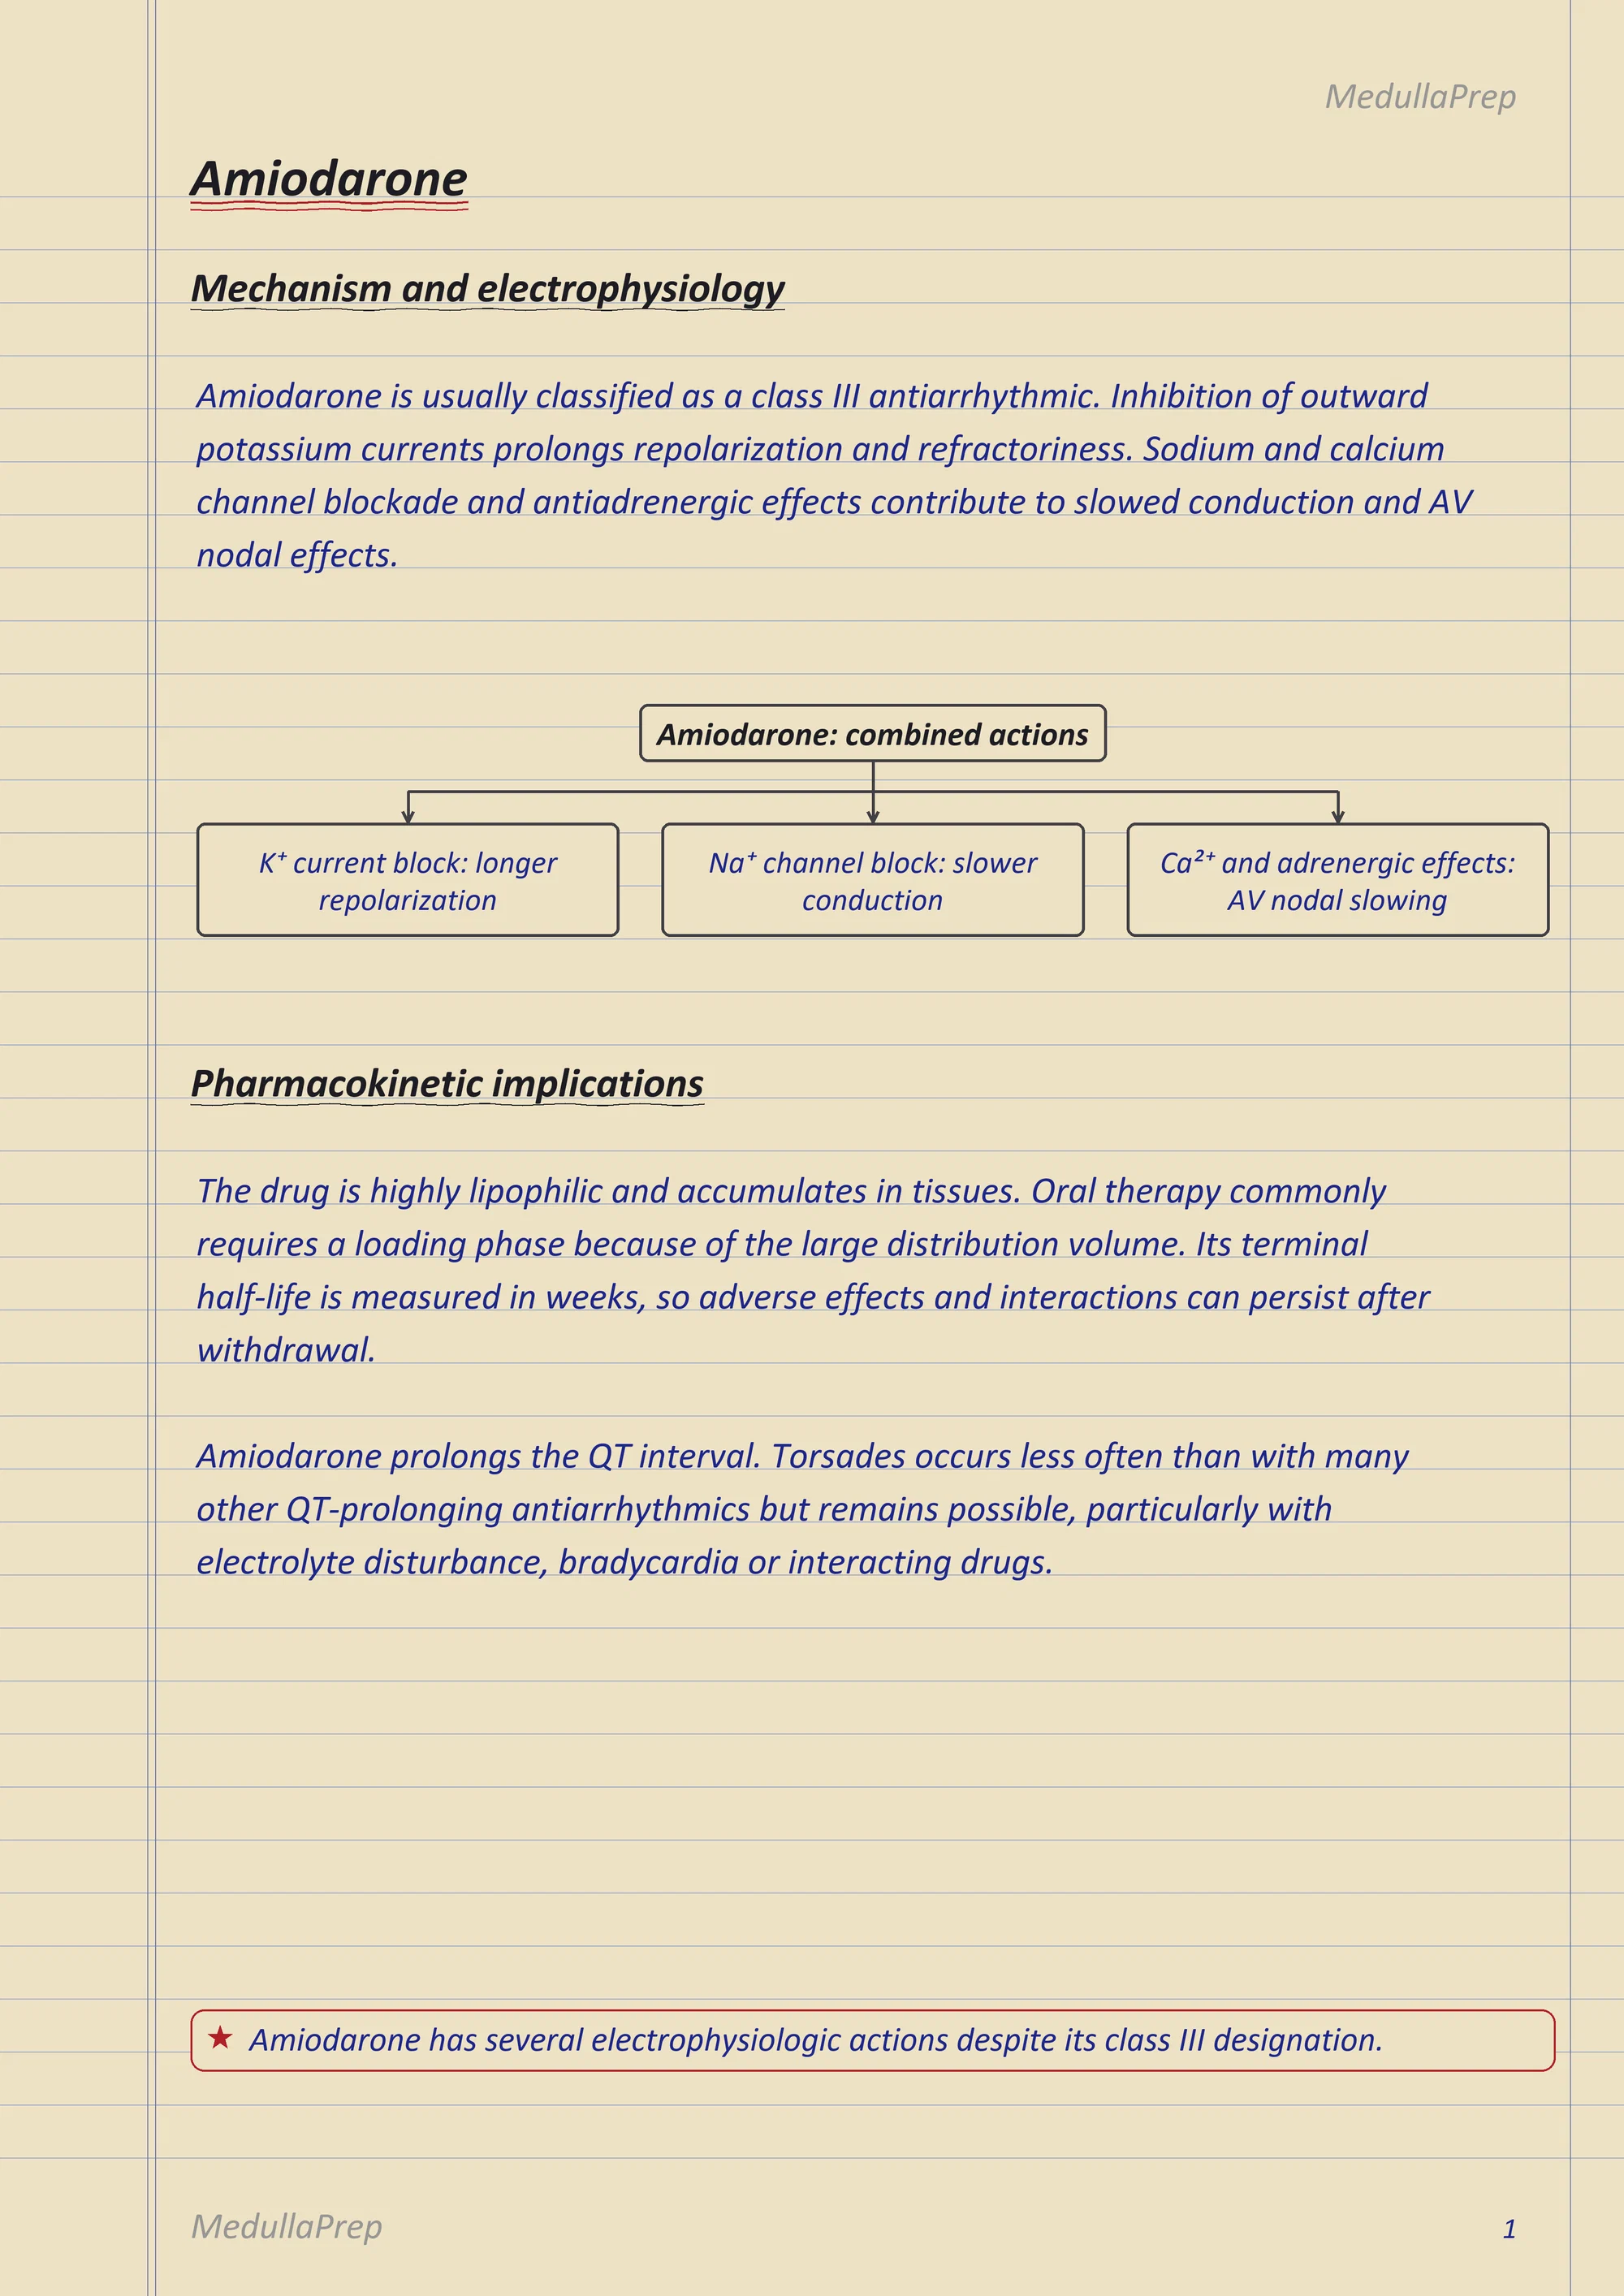 MedullaPrep
Amiodarone
Mechanism and electrophysiology
Amiodarone is usually classified as a class III antiarrhythmic. Inhibition of outward
potassium currents prolongs repolarization and refractoriness. Sodium and calcium
channel blockade and antiadrenergic effects contribute to slowed conduction and AV
nodal effects.
Amiodarone: combined actions
K⁺ current block: longer
repolarization
Na⁺ channel block: slower
conduction
Ca²⁺ and adrenergic effects:
AV nodal slowing
Pharmacokinetic implications
The drug is highly lipophilic and accumulates in tissues. Oral therapy commonly
requires a loading phase because of the large distribution volume. Its terminal
half-life is measured in weeks, so adverse effects and interactions can persist after
withdrawal.
Amiodarone prolongs the QT interval. Torsades occurs less often than with many
other QT-prolonging antiarrhythmics but remains possible, particularly with
electrolyte disturbance, bradycardia or interacting drugs.
★ Amiodarone has several electrophysiologic actions despite its class III designation.
MedullaPrep
1